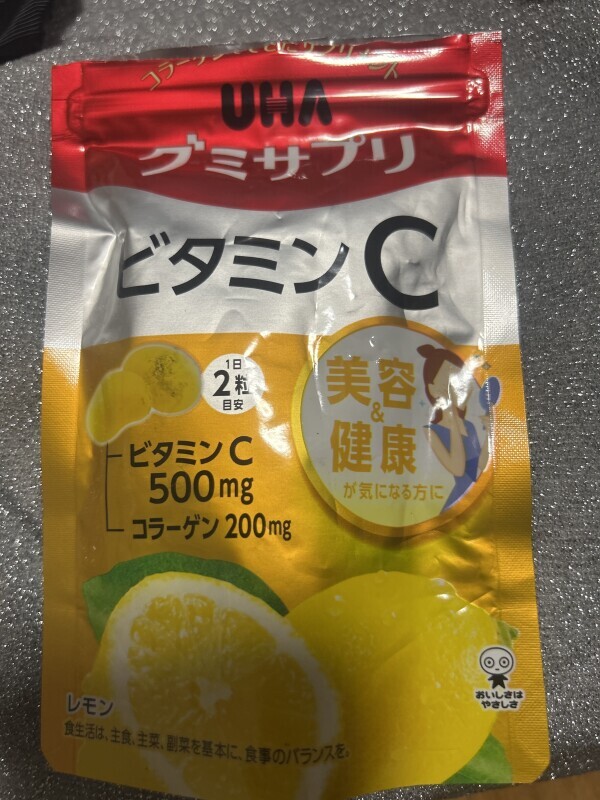 UHA
グミサプリ
ビタミンC
1日
2粒
目安
美容
&
健康
が気になる方に
ビタミンC
500mg
コラーゲン 200mg
おいしさは
やさしさ
レモン
食生活は、主食、主菜、副菜を基本に、食事のバランスを。